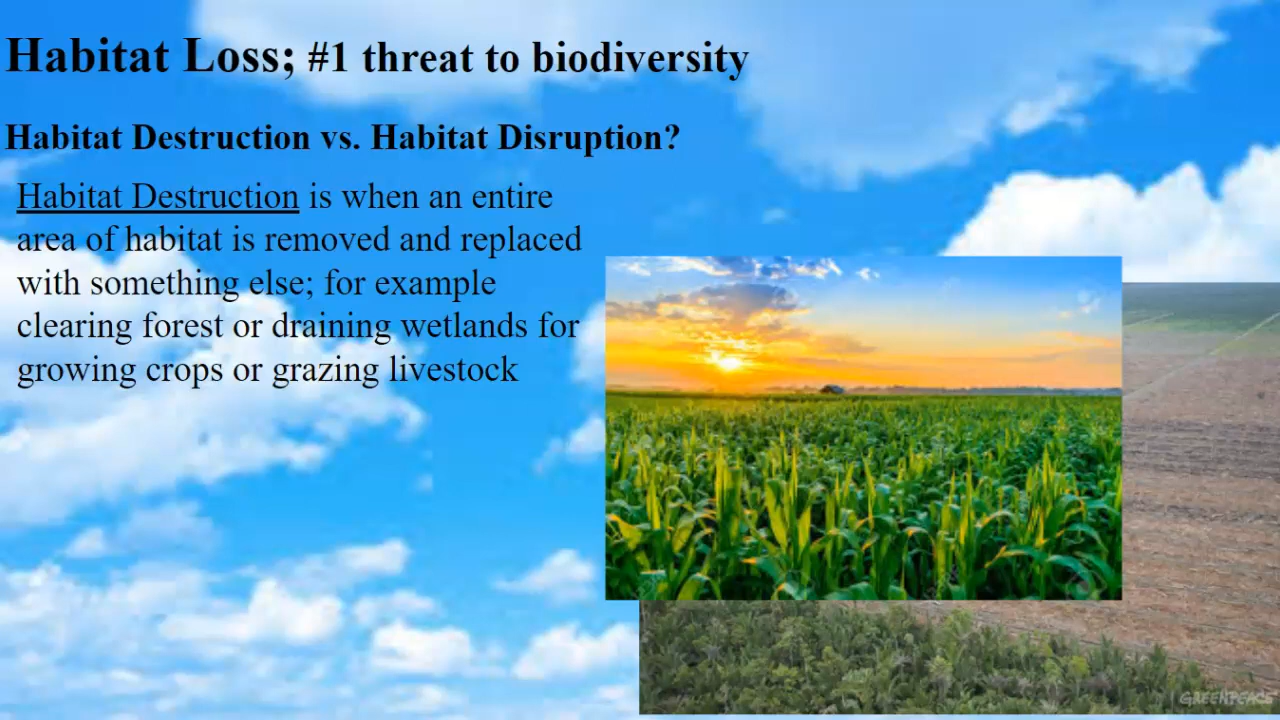 Habitat Loss; #1 threat to biodiversity
Habitat Destruction vs. Habitat Disruption?
Habitat Destruction is when an entire
area of habitat is removed and replaced
with something else; for example
clearing forest or draining wetlands for
growing crops or grazing livestock
GREENPEACE